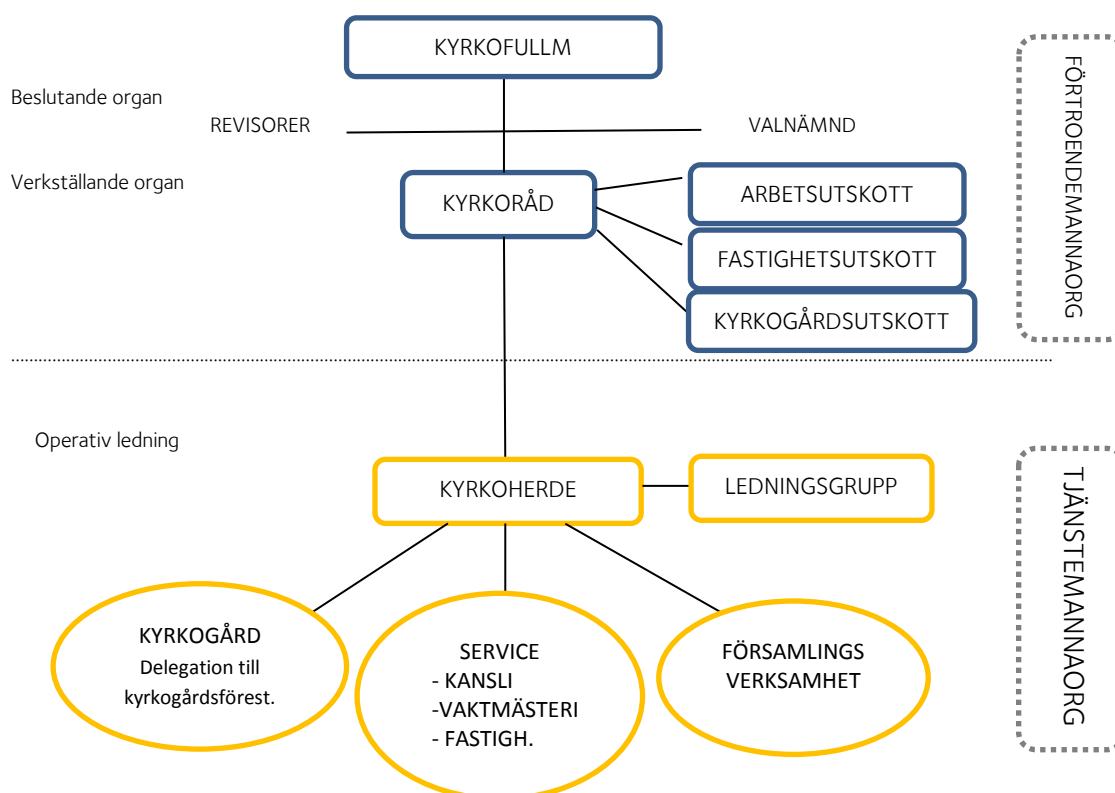 KYRKOFULLM
Beslutande organ
REVISORER
VALNÄMND
Verkställande organ
KYRKORÅD
ARBETSUTSKOTT
FASTIGHETSUTSKOTT
KYRKOGÅRDSUTSKOTT
FÖRTROENDEMANNAORG
Operativ ledning
KYRKOHERDE
LEDNINGSGRUPP
KYRKOGÅRD
Delegation till
kyrkogårdsförest.
SERVICE
- KANSLI
-VAKTMÄSTERI
- FASTIGH.
FÖRSAMLINGS
VERKSAMHET
TJÄNSTEMANNAORG